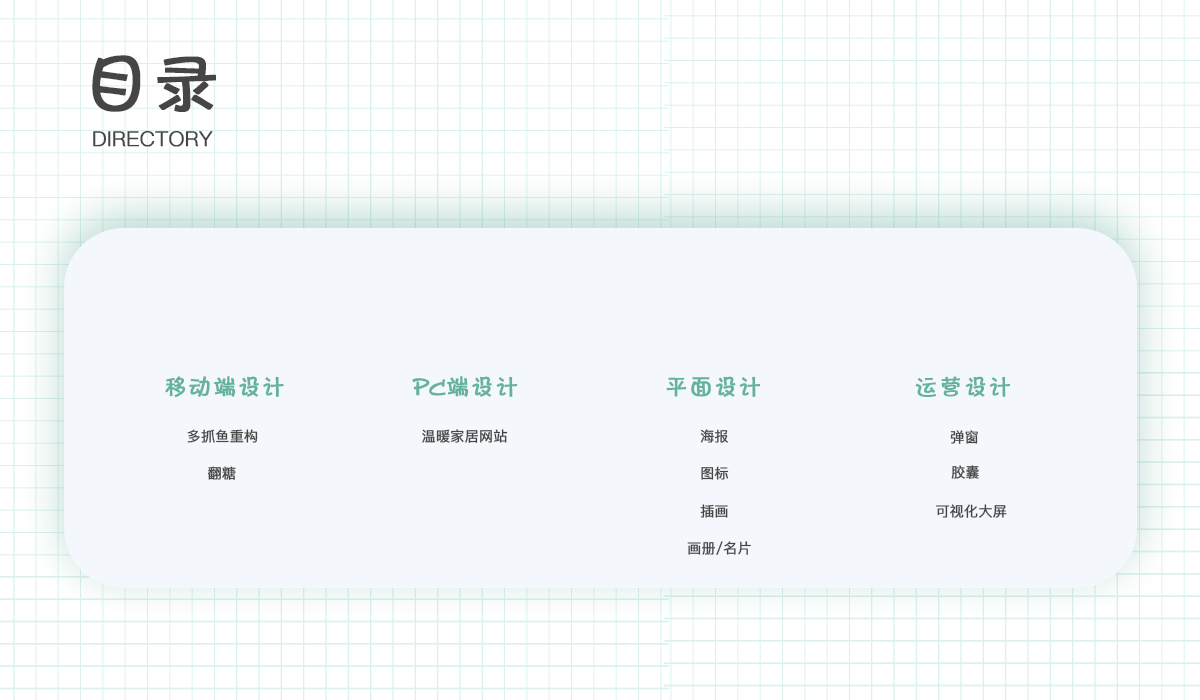 目录
DIRECTORY
移动端设计
多抓鱼重构
翻糖
PC端设计
温暖家居网站
平面设计
海报
图标
插画
画册/名片
运营设计
弹窗
胶囊
可视化大屏